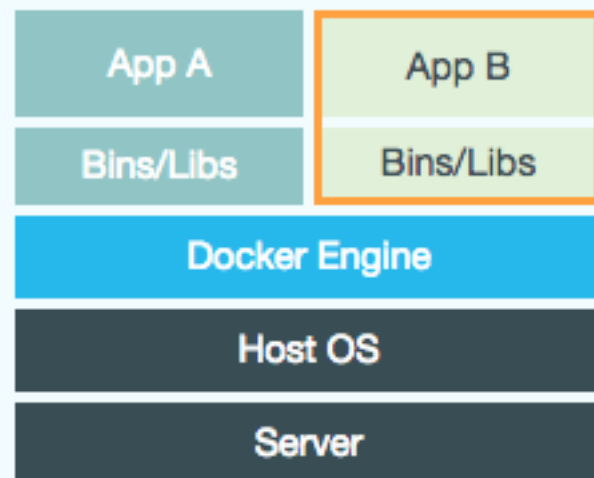 App A
App B
Bins/Libs
Bins/Libs
Docker Engine
Host OS
Server